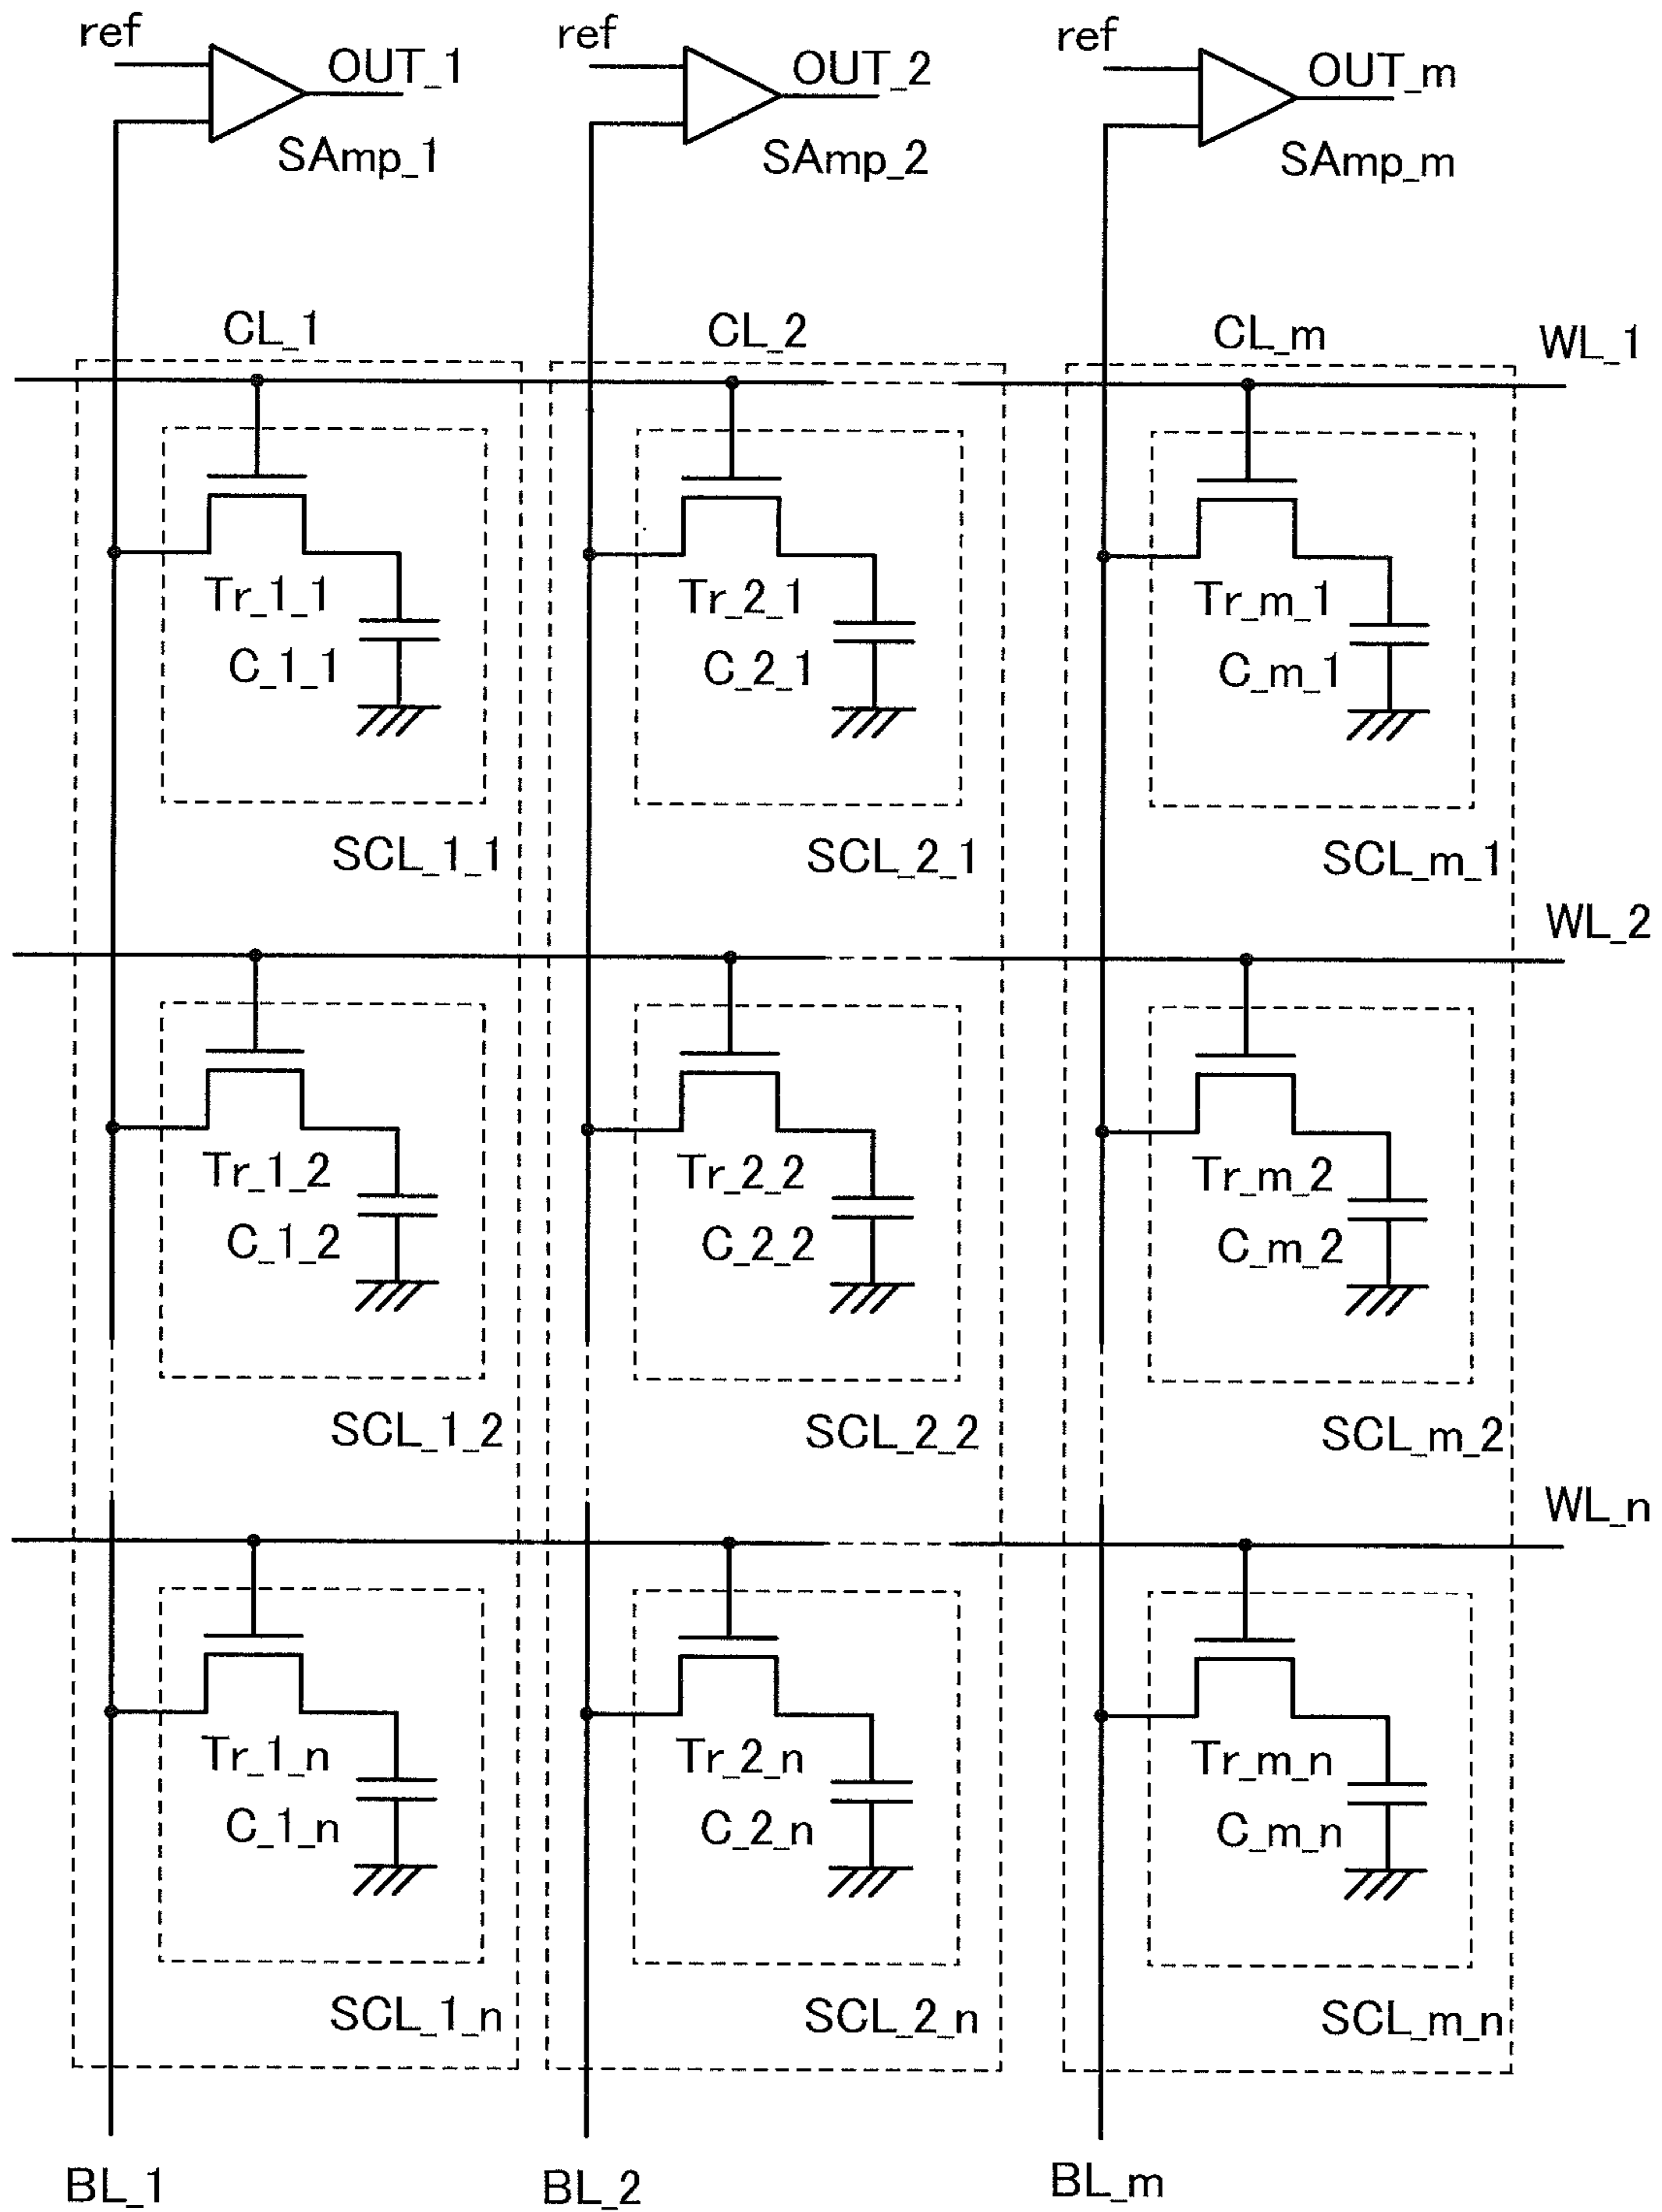 ref ref ref
OUT_1 OUT_2 OUT_m
SAmp_1 SAmp_2 SAmp_m
CL_1 CL_2 CL_m WL_1
Tr_1_1 Tr_2_1 Tr_m_1
C_1_1 C_2_1 C_m_1
SCL_1_1 SCL_2_1 SCL_m_1
WL_2
Tr_1_2 Tr_2_2 Tr_m_2
C_1_2 C_2_2 C_m_2
SCL_1_2 SCL_2_2 SCL_m_2
WL_n
Tr_1_n Tr_2_n Tr_m_n
C_1_n C_2_n C_m_n
SCL_1_n SCL_2_n SCL_m_n
BL_1 BL_2 BL_m